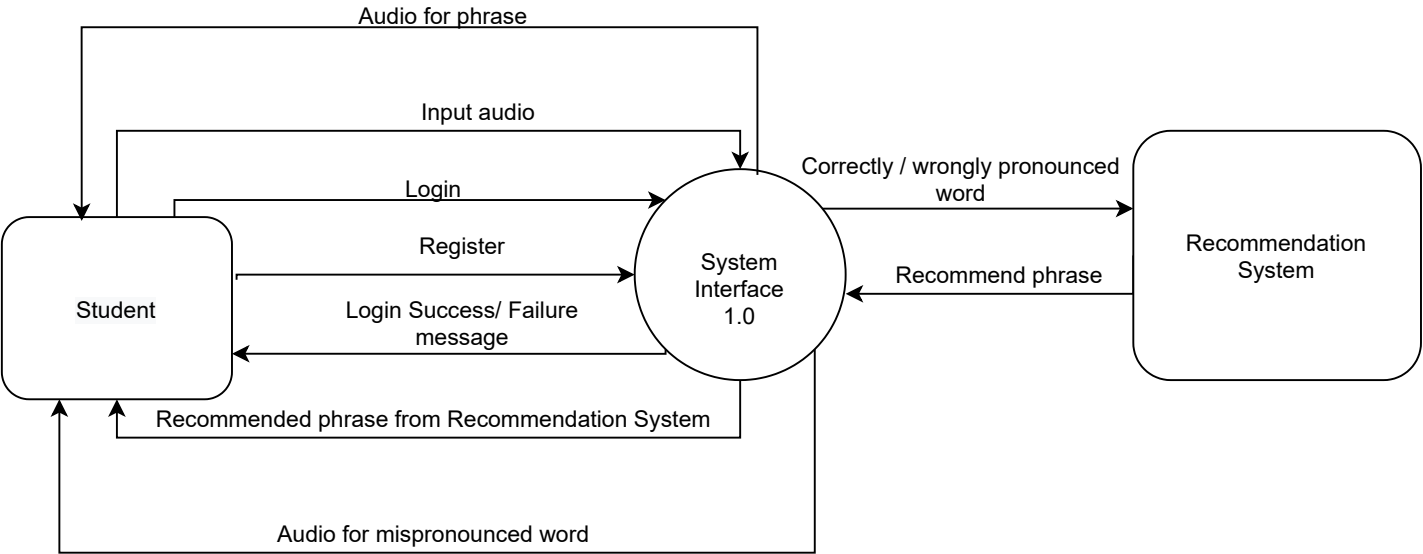 Audio for phrase
Input audio
Correctly / wrongly pronounced
word
Login
Register
System
Interface
1.0
Recommendation
System
Recommend phrase
Student
Login Success/ Failure
message
Recommended phrase from Recommendation System
Audio for mispronounced word